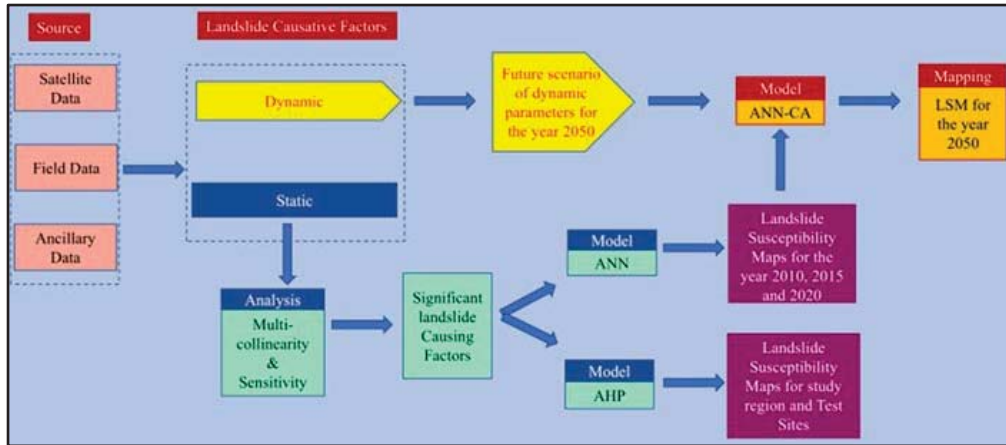 Source
Satellite
Data
Field Data
Ancillary
Data
Landslide Causative Factors
Dynamic
Static
Analysis
Multi-
collinearity
&
Sensitivity
Significant
landslide
Causing
Factors
Future scenario
of dynamic
parameters for
the year 2050
Model
ANN
Model
AHP
Model
ANN-CA
Landslide
Susceptibility
Maps for the
year 2010, 2015
and 2020
Landslide
Susceptibility
Maps for study
region and Test
Sites
Mapping
LSM for
the year
2050